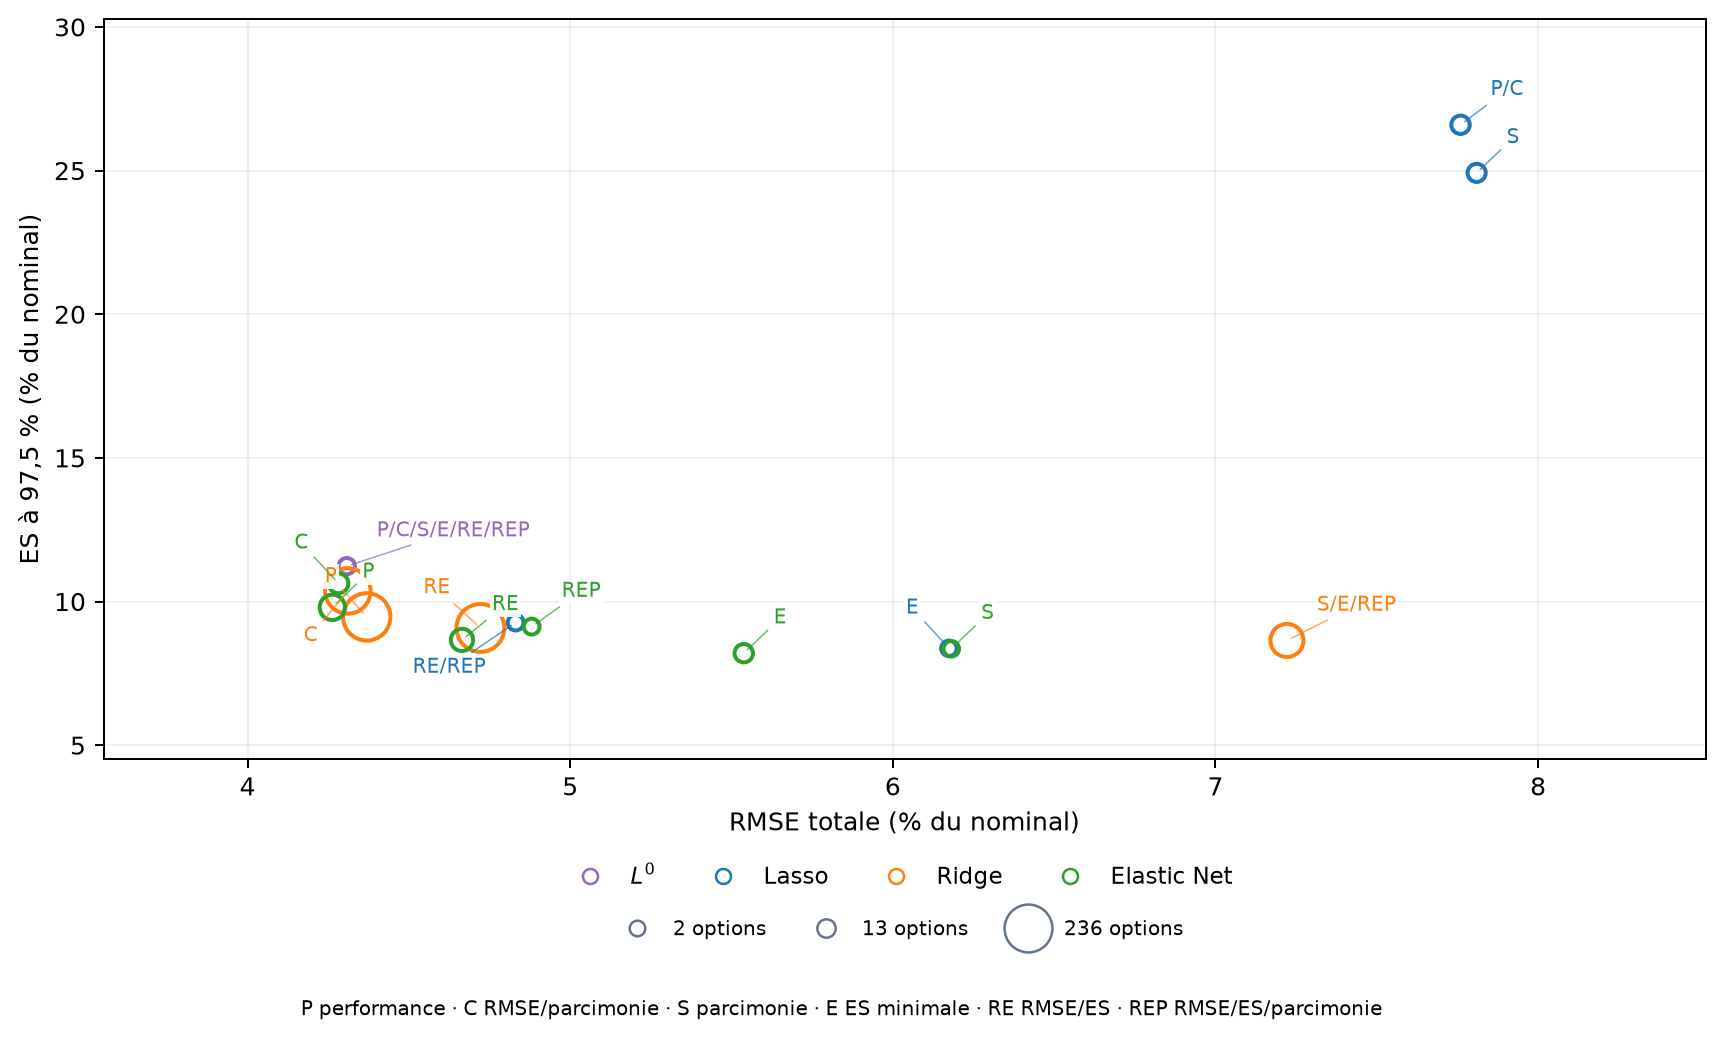 30
25
20
15
10
5
ES à 97,5 % (% du nominal)
P/C
S
P/C/S/E/RE/REP
C
P
P
C
RE
RE
REP
RE/REP
E
E
S
S/E/REP
4 5 6 7 8
RMSE totale (% du nominal)
L⁰ Lasso Ridge Elastic Net
2 options 13 options 236 options
P performance · C RMSE/parcimonie · S parcimonie · E ES minimale · RE RMSE/ES · REP RMSE/ES/parcimonie